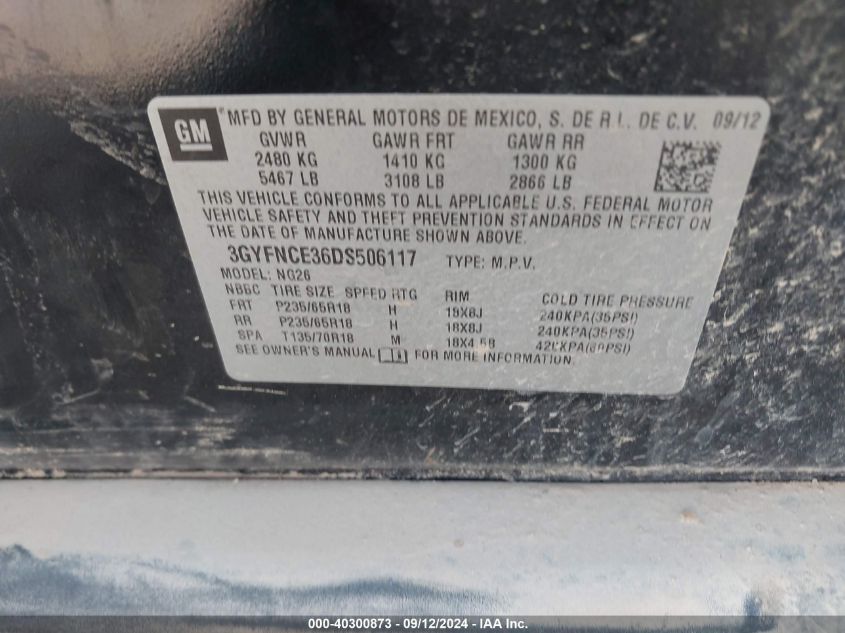 GM
MFD BY GENERAL MOTORS DE MEXICO, S. DE R.L. DE C.V. 09/12
GVWR GAWR FRT GAWR RR
2480 KG 1410 KG 1300 KG
5467 LB 3108 LB 2866 LB
THIS VEHICLE CONFORMS TO ALL APPLICABLE U.S. FEDERAL MOTOR
VEHICLE SAFETY AND THEFT PREVENTION STANDARDS IN EFFECT ON
THE DATE OF MANUFACTURE SHOWN ABOVE.
3GYFNCE36DS506117 TYPE: M.P.V.
MODEL: NG26
TIRE SIZE SPEED RTG RIM COLD TIRE PRESSURE
FRT P235/65R18 H 18X8J 240KPA(35PSI)
RR P235/65R18 H 18X8J 240KPA(35PSI)
SPA T135/70R18 M 420KPA(60PSI)
SEE OWNER'S MANUAL FOR MORE INFORMATION.
000-40300873 - 09/12/2024 - IAA, Inc.